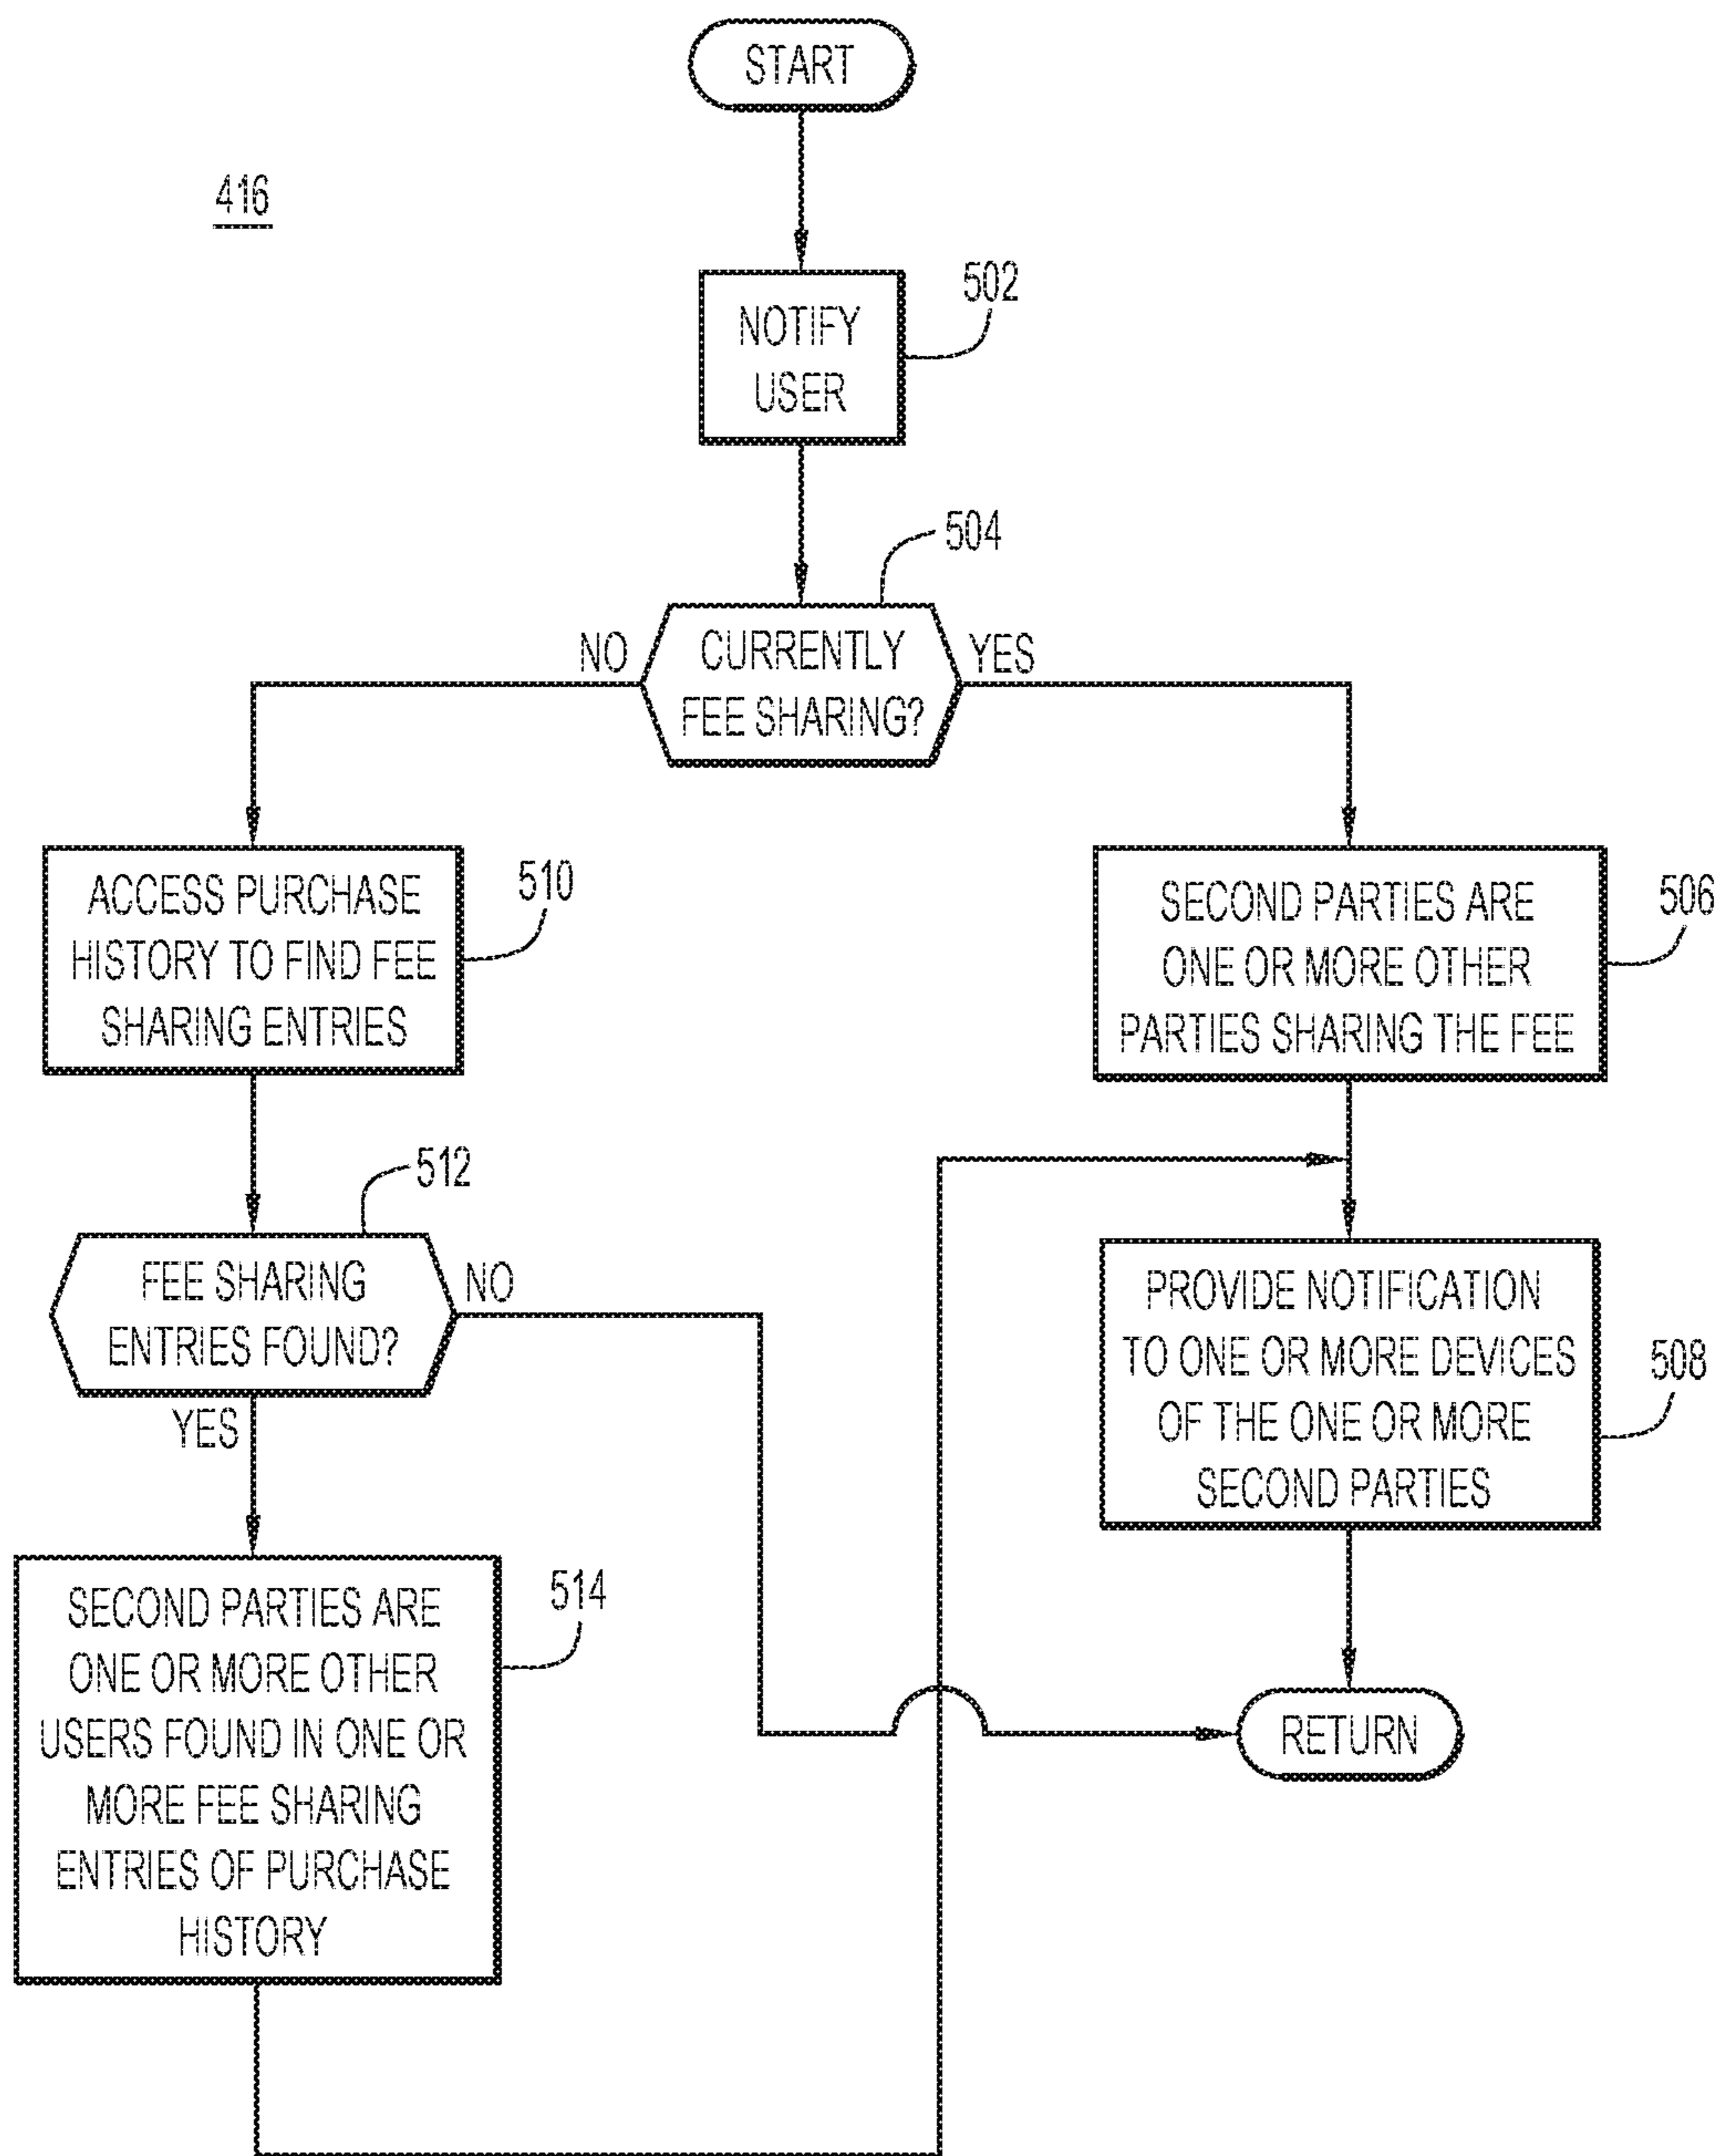 START
416
NOTIFY
USER
502
504
CURRENTLY
FEE SHARING?
NO
YES
ACCESS PURCHASE
HISTORY TO FIND FEE
SHARING ENTRIES
510
SECOND PARTIES ARE
ONE OR MORE OTHER
PARTIES SHARING THE FEE
506
512
FEE SHARING
ENTRIES FOUND?
NO
YES
PROVIDE NOTIFICATION
TO ONE OR MORE DEVICES
OF THE ONE OR MORE
SECOND PARTIES
508
SECOND PARTIES ARE
ONE OR MORE OTHER
USERS FOUND IN ONE OR
MORE FEE SHARING
ENTRIES OF PURCHASE
HISTORY
514
RETURN